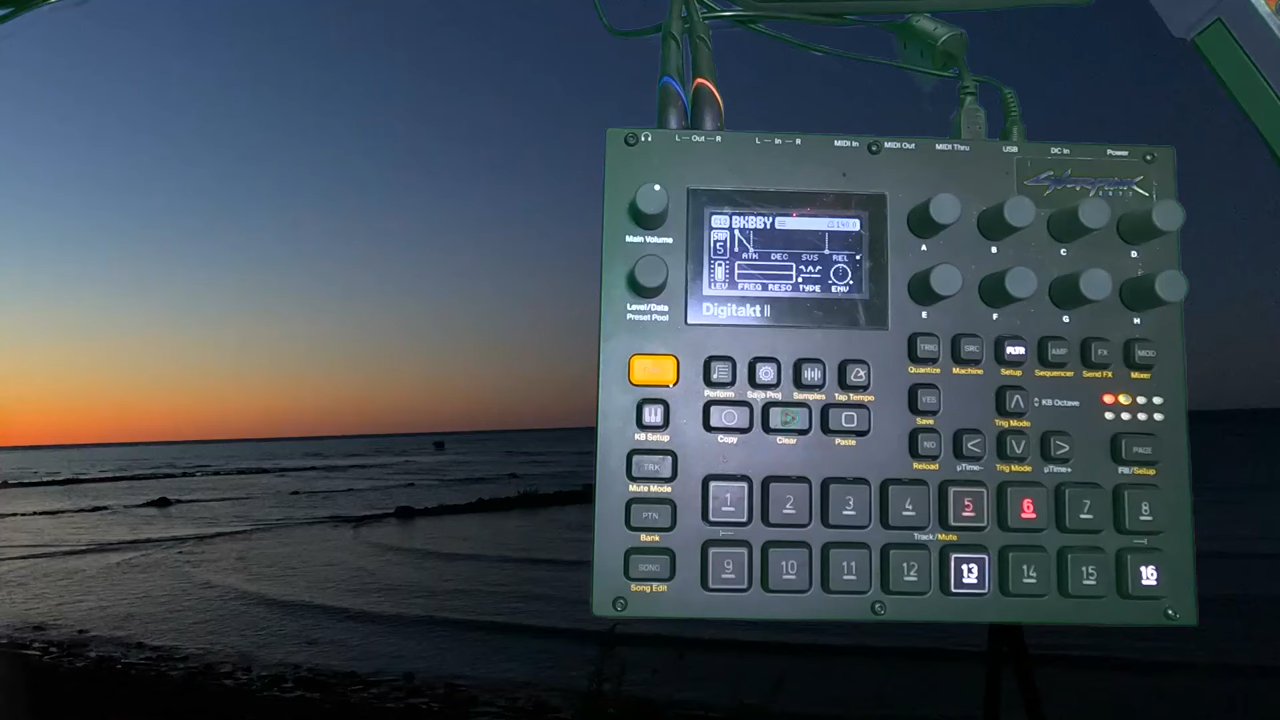 L — Out — R
L — In — R
MIDI In
MIDI Out
MIDI Thru
USB
DC In
Power
Cyberpunk
2077
Main Volume
Level/Data
Preset Pool
C12 BKBBY 140.0
SMP
5
ATK DEC SUS REL
LEV FREQ RESO TYPE ENV
Digitakt II
A B C D
E F G H
TRIG SRC FLTR AMP FX MOD
Quantize Machine Setup Sequencer Send FX Mixer
Perform Save Proj Samples Tap Tempo
YES
Save
KB Octave
Trig Mode
KB Setup
Copy Clear Paste
NO
Reload µTime- Trig Mode µTime+
PAGE
Fill/Setup
TRK
Mute Mode
PTN
Bank
SONG
Song Edit
1 2 3 4 5 6 7 8
Track/Mute
9 10 11 12 13 14 15 16